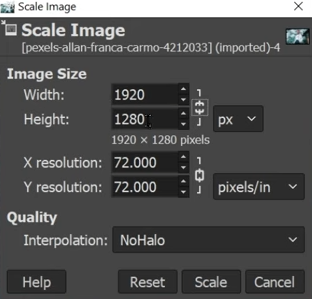 Scale Image
Scale Image
[pexels-allan-franca-carmo-4212033] (imported)-4
Image Size
Width: 1920
Height: 1280 px
1920 × 1280 pixels
X resolution: 72.000
Y resolution: 72.000 pixels/in
Quality
Interpolation: NoHalo
Help Reset Scale Cancel